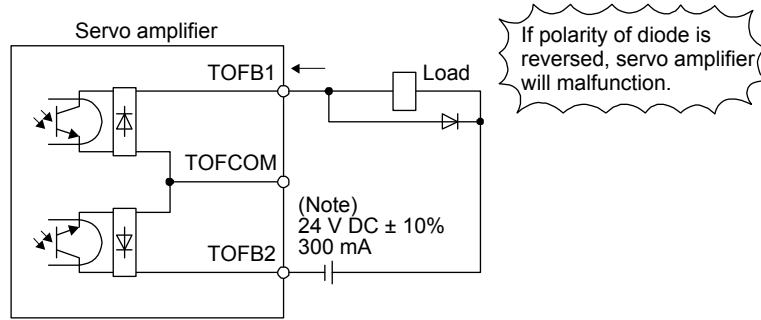 Servo amplifier
If polarity of diode is
reversed, servo amplifier
will malfunction.
TOFB1
Load
TOFCOM
(Note)
24 V DC ± 10%
300 mA
TOFB2